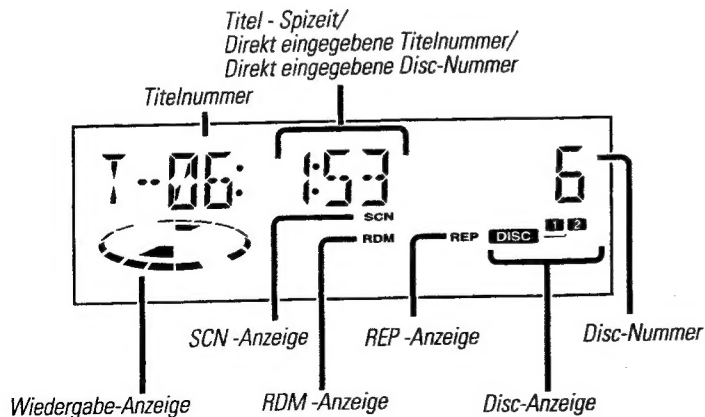 Titel - Spizeit/
Direkt eingegebene Titelnummer/
Direkt eingegebene Disc-Nummer
Titelnummer
T--06: 1:53 6
SCN
RDM REP DISC 1 2
SCN -Anzeige REP -Anzeige Disc-Nummer
Wiedergabe-Anzeige RDM -Anzeige Disc-Anzeige